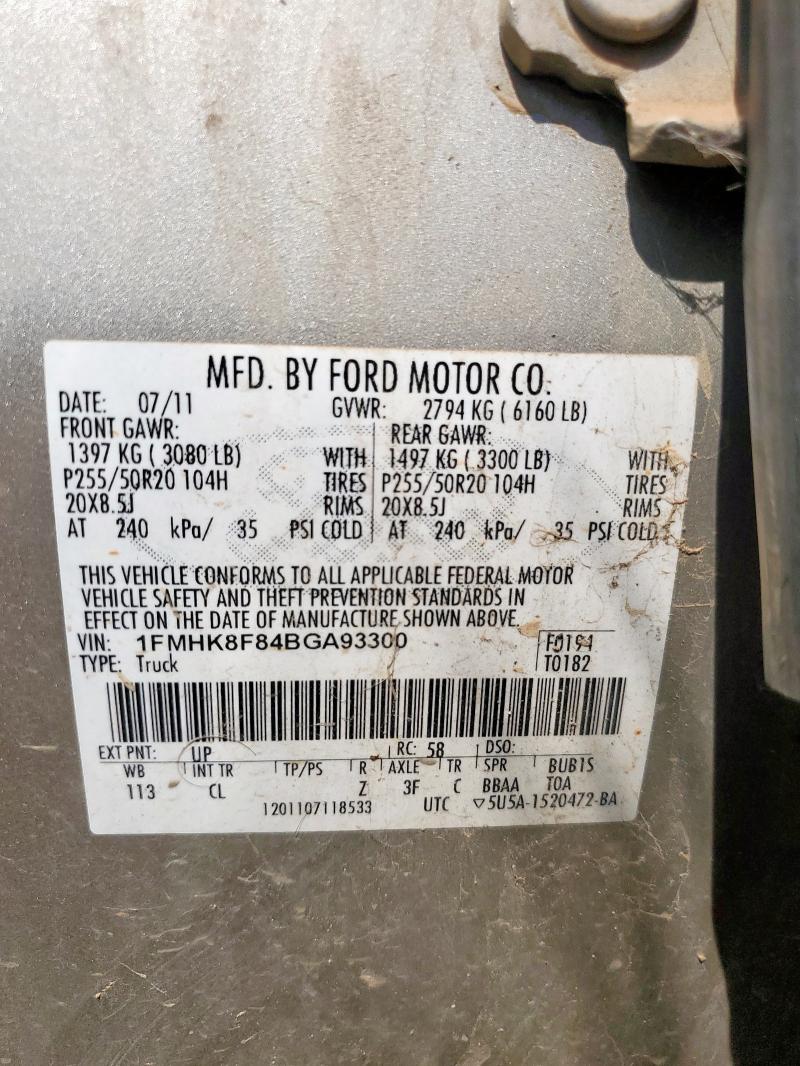 MFD. BY FORD MOTOR CO.
DATE: 07/11 GVWR: 2794 KG ( 6160 LB)
FRONT GAWR: REAR GAWR:
1397 KG ( 3080 LB) WITH 1497 KG ( 3300 LB) WITH
P255/50R20 104H TIRES P255/50R20 104H TIRES
20X8.5J RIMS 20X8.5J RIMS
AT 240 kPa/ 35 PSI COLD AT 240 kPa/ 35 PSI COLD
THIS VEHICLE CONFORMS TO ALL APPLICABLE FEDERAL MOTOR
VEHICLE SAFETY AND THEFT PREVENTION STANDARDS IN
EFFECT ON THE DATE OF MANUFACTURE SHOWN ABOVE.
VIN: 1FMHK8F84BGA93300 F0194
TYPE: Truck T0182
EXT PNT: UP RC: 58 DSO:
WB INT TR TP/PS R AXLE TR SPR BUB1S
113 CL Z 3F C BBAA TOA
1201107118533 UTC ▽5U5A-1520472-BA